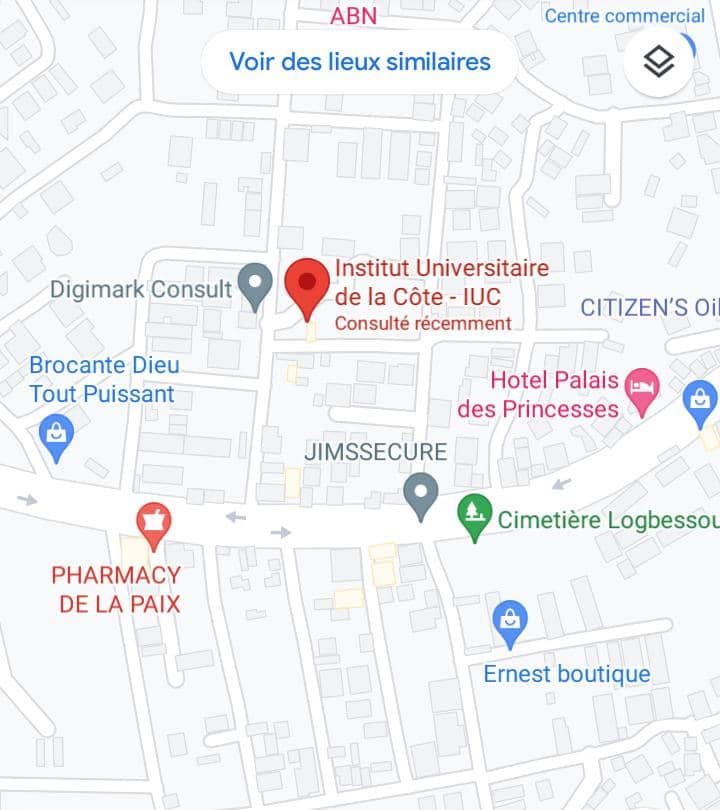 ABN
Centre commercial
Voir des lieux similaires
Institut Universitaire
de la Côte - IUC
Consulté récemment
Digimark Consult
CITIZEN'S Oil
Brocante Dieu
Tout Puissant
Hotel Palais
des Princesses
JIMSSECURE
Cimetière Logbessou
PHARMACY
DE LA PAIX
Ernest boutique